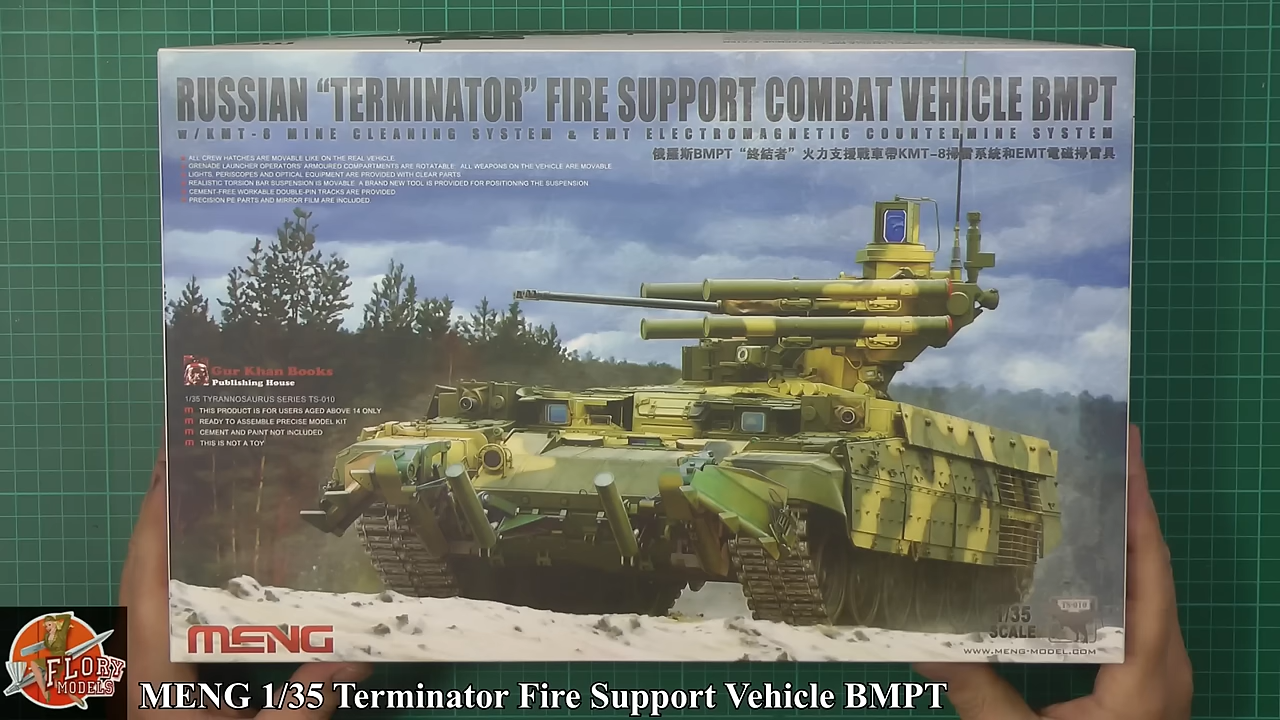 RUSSIAN “TERMINATOR” FIRE SUPPORT COMBAT VEHICLE BMPT
W/KMT-8 MINE CLEANING SYSTEM & EMT ELECTROMAGNETIC COUNTERMINE SYSTEM
俄羅斯BMPT “終結者” 火力支援戰車帶KMT-8掃雷系統和EMT電磁掃雷具
ALL CREW HATCHES ARE MOVABLE LIKE ON THE REAL VEHICLE.
GRENADE LAUNCHER OPERATORS' ARMOURED COMPARTMENTS ARE ROTATABLE. ALL WEAPONS ON THE VEHICLE ARE MOVABLE.
LIGHTS, PERISCOPES AND OPTICAL EQUIPMENT ARE PROVIDED WITH CLEAR PARTS.
REALISTIC TORSION BAR SUSPENSION IS MOVABLE. A BRAND NEW TOOL IS PROVIDED FOR POSITIONING THE SUSPENSION.
CEMENT-FREE WORKABLE DOUBLE-PIN TRACKS ARE PROVIDED.
PRECISION PE PARTS AND MIRROR FILM ARE INCLUDED.
Gur Khan Books
Publishing House
1/35 TYRANNOSAURUS SERIES TS-010
m THIS PRODUCT IS FOR USERS AGED ABOVE 14 ONLY
m READY TO ASSEMBLE PRECISE MODEL KIT
m CEMENT AND PAINT NOT INCLUDED
m THIS IS NOT A TOY
1/35
SCALE
TS-010
MENG
WWW.MENG-MODEL.COM
FLORY
MODELS
MENG 1/35 Terminator Fire Support Vehicle BMPT